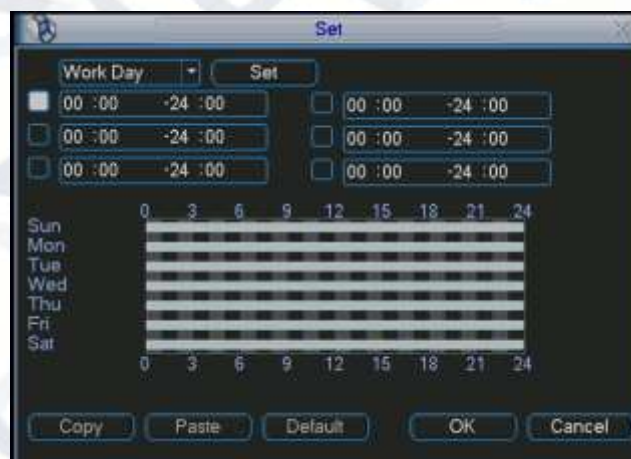 Set
Work Day Set
00 :00 -24 :00 00 :00 -24 :00
00 :00 -24 :00 00 :00 -24 :00
00 :00 -24 :00 00 :00 -24 :00
0 3 6 9 12 15 18 21 24
Sun
Mon
Tue
Wed
Thu
Fri
Sat
0 3 6 9 12 15 18 21 24
Copy Paste Default OK Cancel